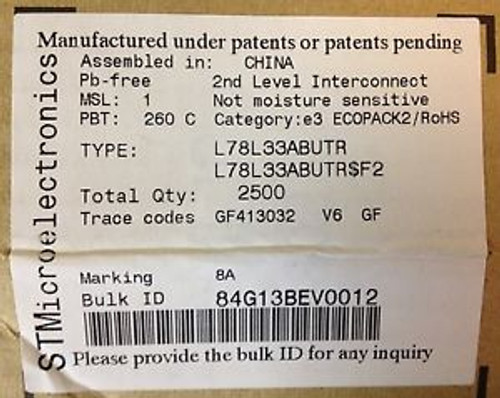 Manufactured under patents or patents pending
STMicroelectronics
Assembled in: CHINA
Pb-free 2nd Level Interconnect
MSL: 1 Not moisture sensitive
PBT: 260 C Category:e3 ECOPACK2/RoHS
TYPE: L78L33ABUTR
L78L33ABUTR$F2
Total Qty: 2500
Trace codes GF413032 V6 GF
Marking 8A
Bulk ID 84G13BEV0012
Please provide the bulk ID for any inquiry